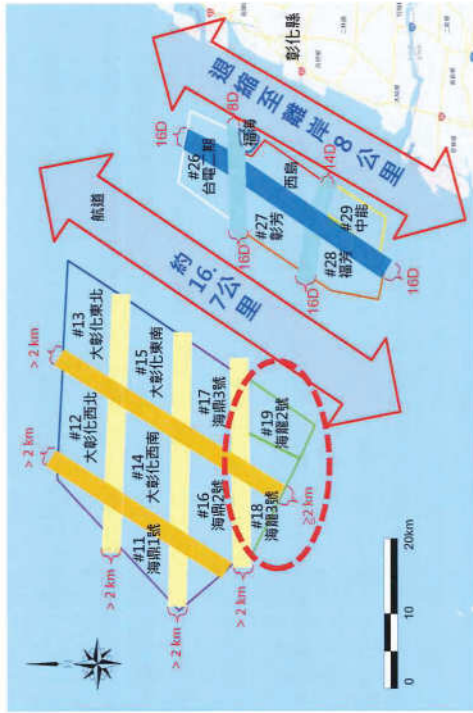 > 2 km
> 2 km
航道
16D
彰化縣
#12
大彰化西北
#13
大彰化東北
#26
台電二期
8D
福海
退縮至離岸 8 公里
#11
海鼎1號
#14
大彰化西南
#15
大彰化東南
約
16.
7公里
#27
彰芳
西島
16D
4D
#16
海鼎2號
#17
海鼎3號
#28
福芳
#29
中能
16D
16D
#18
海龍3號
#19
海龍2號
≧2 km
> 2 km
> 2 km
> 2 km
0
10
20km